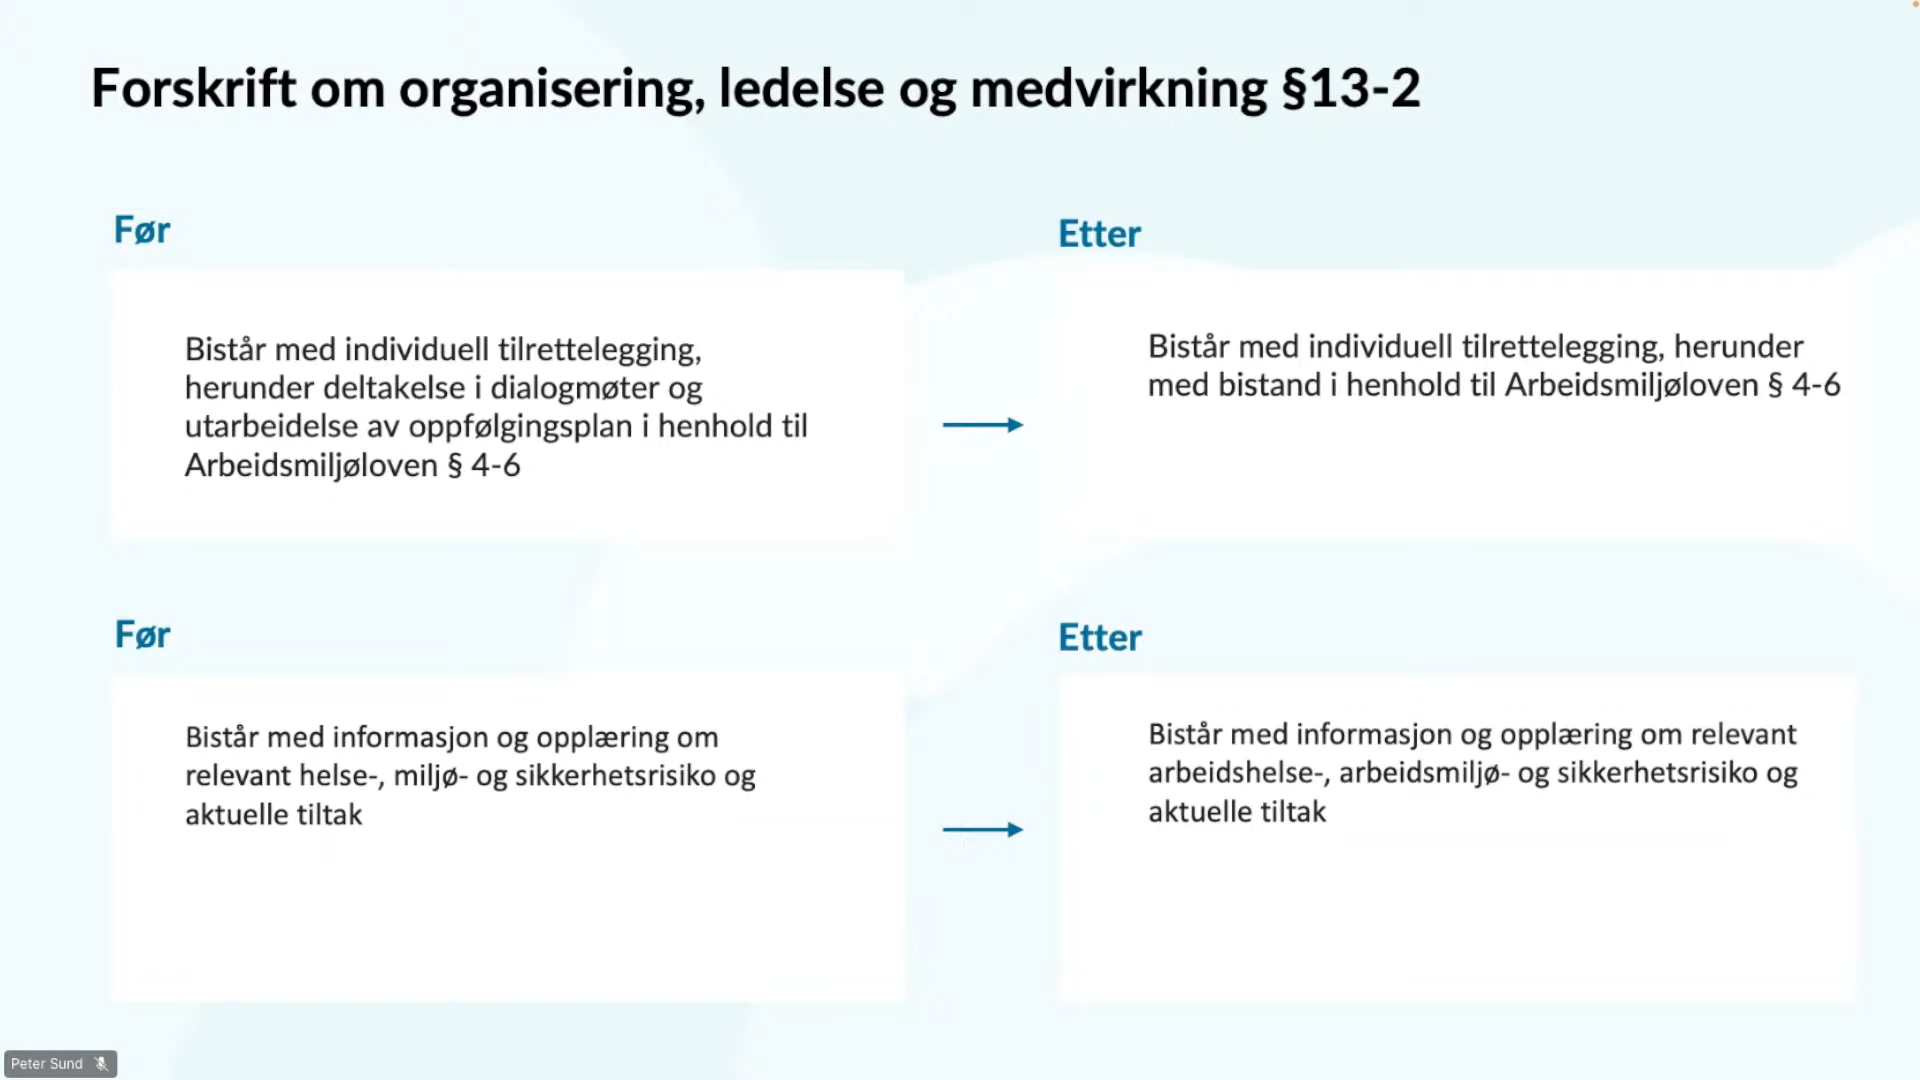 Forskrift om organisering, ledelse og medvirkning §13-2
Før
Bistår med individuell tilrettelegging,
herunder deltakelse i dialogmøter og
utarbeidelse av oppfølgingsplan i henhold til
Arbeidsmiljøloven § 4-6
Etter
Bistår med individuell tilrettelegging, herunder
med bistand i henhold til Arbeidsmiljøloven § 4-6
Før
Bistår med informasjon og opplæring om
relevant helse-, miljø- og sikkerhetsrisiko og
aktuelle tiltak
Etter
Bistår med informasjon og opplæring om relevant
arbeidshelse-, arbeidsmiljø- og sikkerhetsrisiko og
aktuelle tiltak
Peter Sund